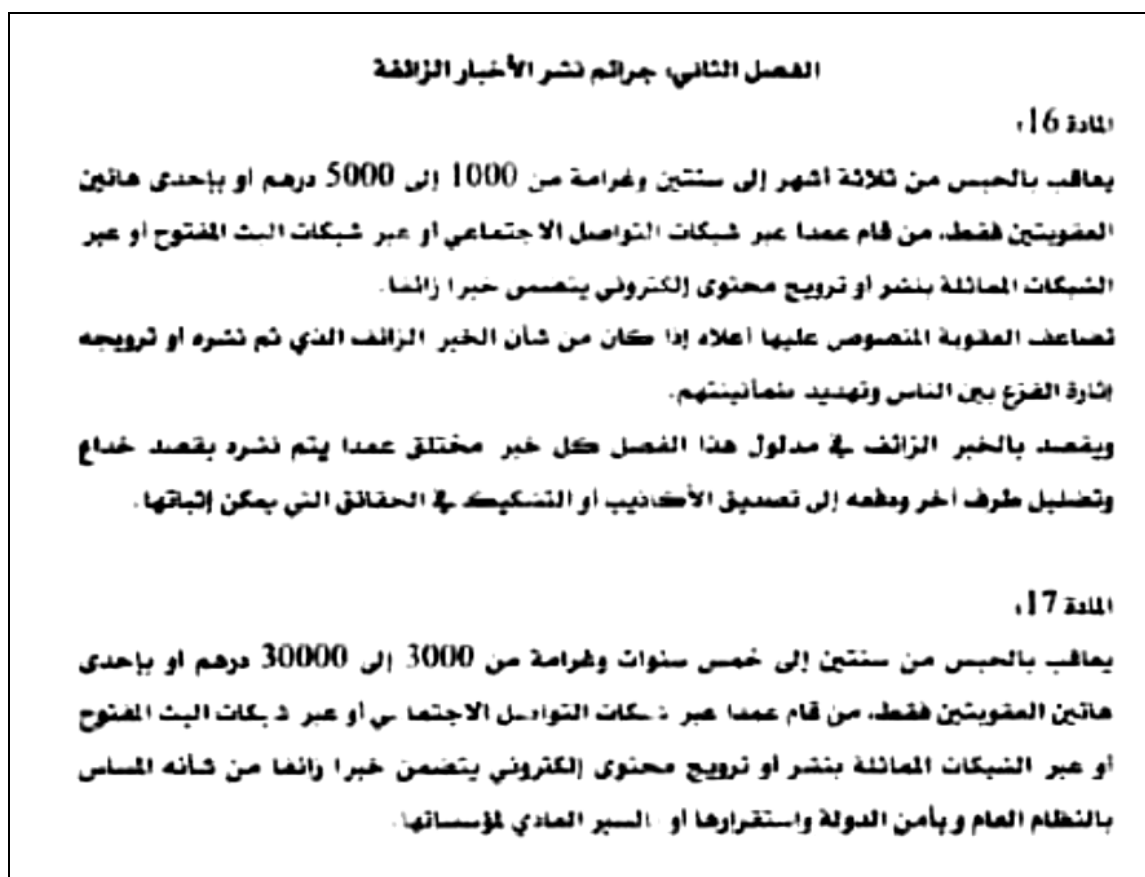 الفصل الثاني: جرائم نشر الأخبار الزائفة
المادة 16:
يعاقب بالحبس من ثلاثة أشهر إلى سنتين وغرامة من 1000 إلى 5000 درهم أو بإحدى هاتين
العقوبتين فقط، من قام عمدا عبر شبكات التواصل الاجتماعي أو عبر شبكات البث المفتوح أو عبر
الشبكات المماثلة بنشر أو ترويج محتوى إلكتروني يتضمن خبرا زائفا.
تضاعف العقوبة المنصوص عليها أعلاه إذا كان من شأن الخبر الزائف الذي تم نشره أو ترويجه
إثارة الفزع بين الناس وتهديد طمأنينتهم.
ويقصد بالخبر الزائف في مدلول هذا الفصل كل خبر مختلق عمدا يتم نشره بقصد خداع
وتضليل طرف آخر ودفعه إلى تصديق الأكاذيب أو التشكيك في الحقائق التي يمكن إثباتها.
المادة 17:
يعاقب بالحبس من سنتين إلى خمس سنوات وغرامة من 3000 إلى 30000 درهم أو بإحدى
هاتين العقوبتين فقط، من قام عمدا عبر شبكات التواصل الاجتماعي أو عبر شبكات البث المفتوح
أو عبر الشبكات المماثلة بنشر أو ترويج محتوى إلكتروني يتضمن خبرا زائفا من شأنه المساس
بالنظام العام وبأمن الدولة واستقرارها أو السير العادي لمؤسساتها.